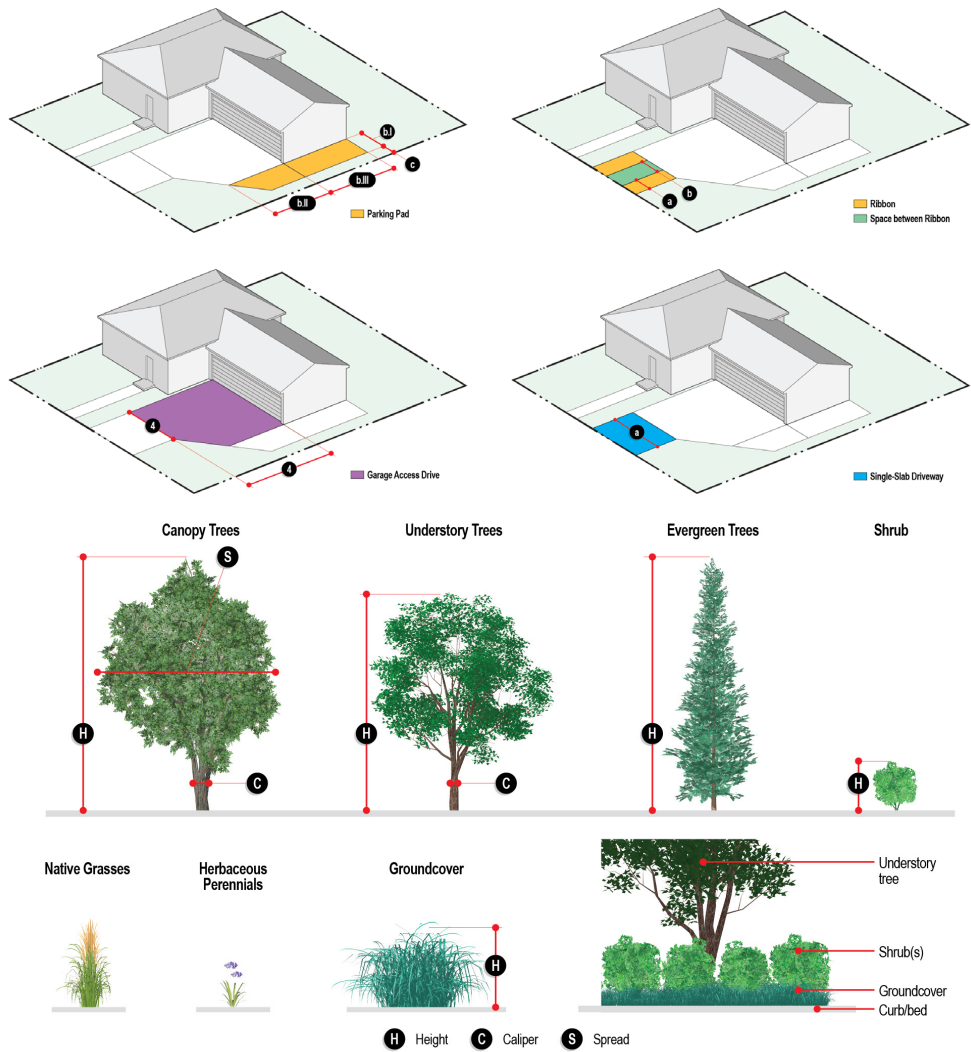 b.I
c
b.III
b.II
Parking Pad
b
a
Ribbon
Space between Ribbon
4
4
Garage Access Drive
a
Single-Slab Driveway
Canopy Trees
Understory Trees
Evergreen Trees
Shrub
S
H
C
H
C
H
H
Native Grasses
Herbaceous
Perennials
Groundcover
H
Understory
tree
Shrub(s)
Groundcover
Curb/bed
H Height
C Caliper
S Spread